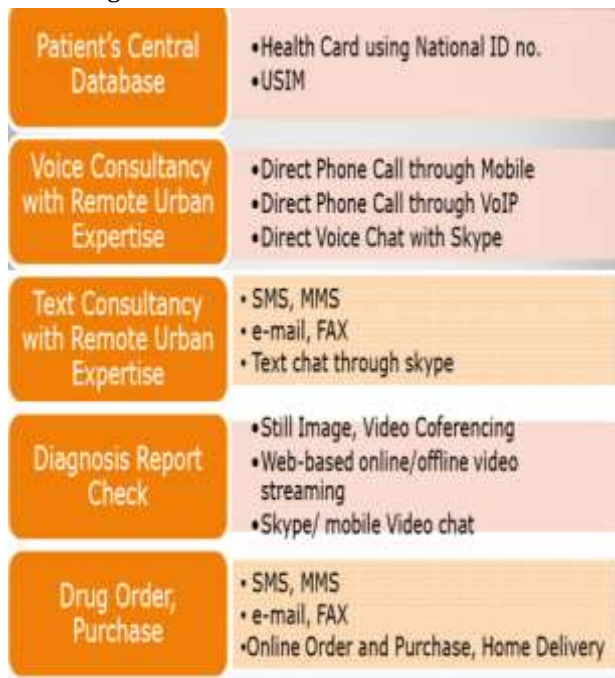 Patient's Central
Database
•Health Card using National ID no.
•USIM
Voice Consultancy
with Remote Urban
Expertise
•Direct Phone Call through Mobile
•Direct Phone Call through VoIP
•Direct Voice Chat with Skype
Text Consultancy
with Remote Urban
Expertise
• SMS, MMS
• e-mail, FAX
• Text chat through skype
Diagnosis Report
Check
•Still Image, Video Coferencing
•Web-based online/offline video
streaming
•Skype/ mobile Video chat
Drug Order,
Purchase
• SMS, MMS
• e-mail, FAX
•Online Order and Purchase, Home Delivery